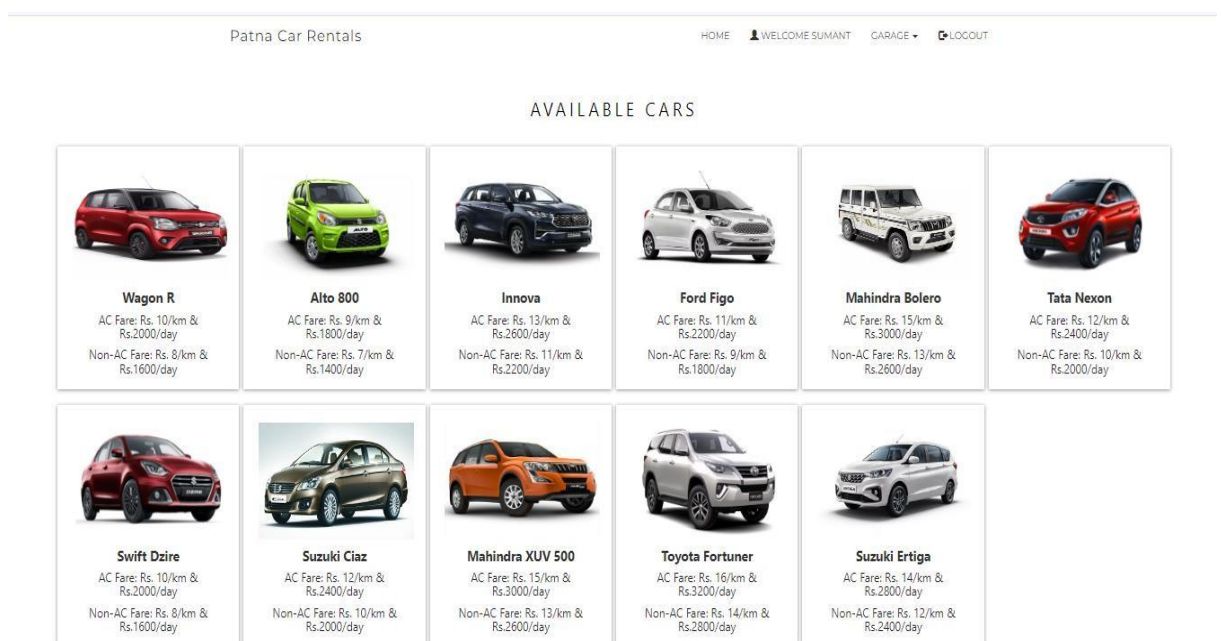 Patna Car Rentals
HOME
WELCOME SUMANT
GARAGE
LOGOUT
AVAILABLE CARS
Wagon R
AC Fare: Rs. 10/km &
Rs.2000/day
Non-AC Fare: Rs. 8/km &
Rs.1600/day
ALTO
Alto 800
AC Fare: Rs. 9/km &
Rs.1800/day
Non-AC Fare: Rs. 7/km &
Rs.1400/day
Innova
AC Fare: Rs. 13/km &
Rs.2600/day
Non-AC Fare: Rs. 11/km &
Rs.2200/day
Ford Figo
AC Fare: Rs. 11/km &
Rs.2200/day
Non-AC Fare: Rs. 9/km &
Rs.1800/day
Mahindra Bolero
AC Fare: Rs. 15/km &
Rs.3000/day
Non-AC Fare: Rs. 13/km &
Rs.2600/day
Tata Nexon
AC Fare: Rs. 12/km &
Rs.2400/day
Non-AC Fare: Rs. 10/km &
Rs.2000/day
Swift Dzire
AC Fare: Rs. 10/km &
Rs.2000/day
Non-AC Fare: Rs. 8/km &
Rs.1600/day
Suzuki Ciaz
AC Fare: Rs. 12/km &
Rs.2400/day
Non-AC Fare: Rs. 10/km &
Rs.2000/day
Mahindra XUV 500
AC Fare: Rs. 15/km &
Rs.3000/day
Non-AC Fare: Rs. 13/km &
Rs.2600/day
Toyota Fortuner
AC Fare: Rs. 16/km &
Rs.3200/day
Non-AC Fare: Rs. 14/km &
Rs.2800/day
Suzuki Ertiga
AC Fare: Rs. 14/km &
Rs.2800/day
Non-AC Fare: Rs. 12/km &
Rs.2400/day